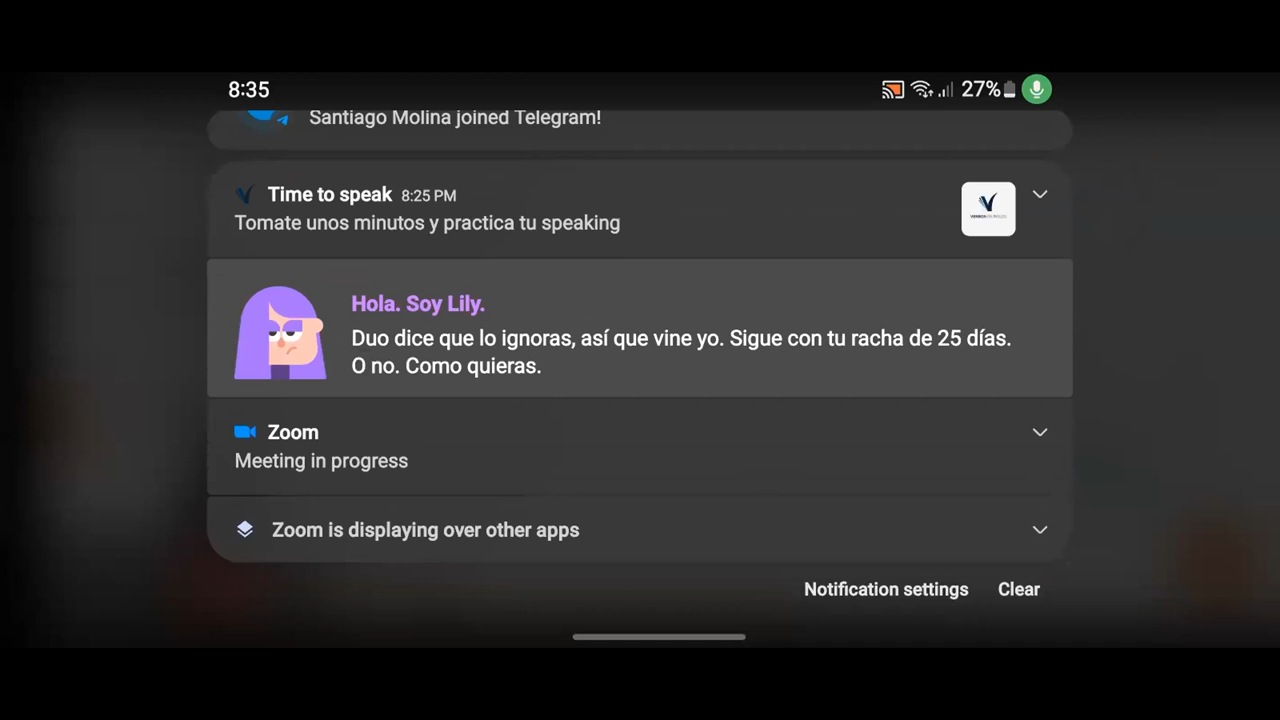 8:35
27%
Santiago Molina joined Telegram!
Time to speak 8:25 PM
Tomate unos minutos y practica tu speaking
Hola. Soy Lily.
Duo dice que lo ignoras, así que vine yo. Sigue con tu racha de 25 días.
O no. Como quieras.
Zoom
Meeting in progress
Zoom is displaying over other apps
Notification settings Clear